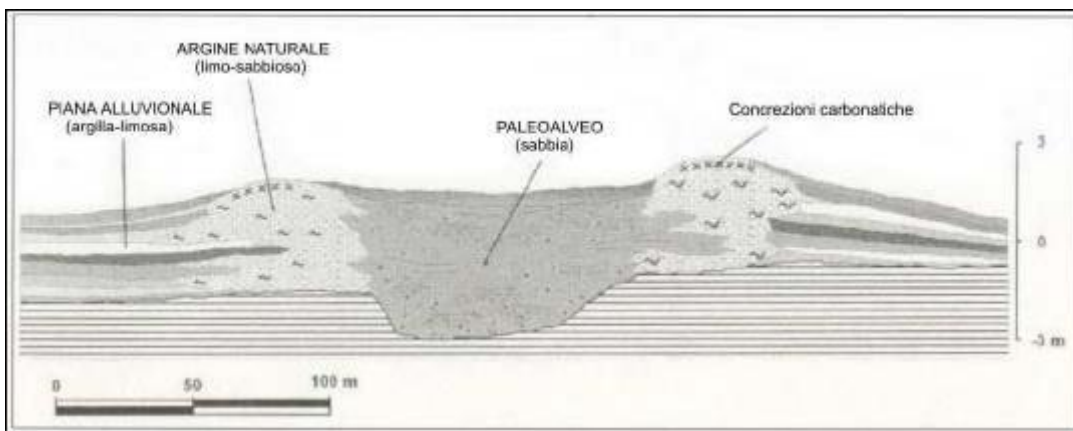 ARGINE NATURALE
(limo-sabbioso)
PIANA ALLUVIONALE
(argilla-limosa)
PALEOALVEO
(sabbia)
Concrezioni carbonatiche
3
0
-3 m
0 50 100 m